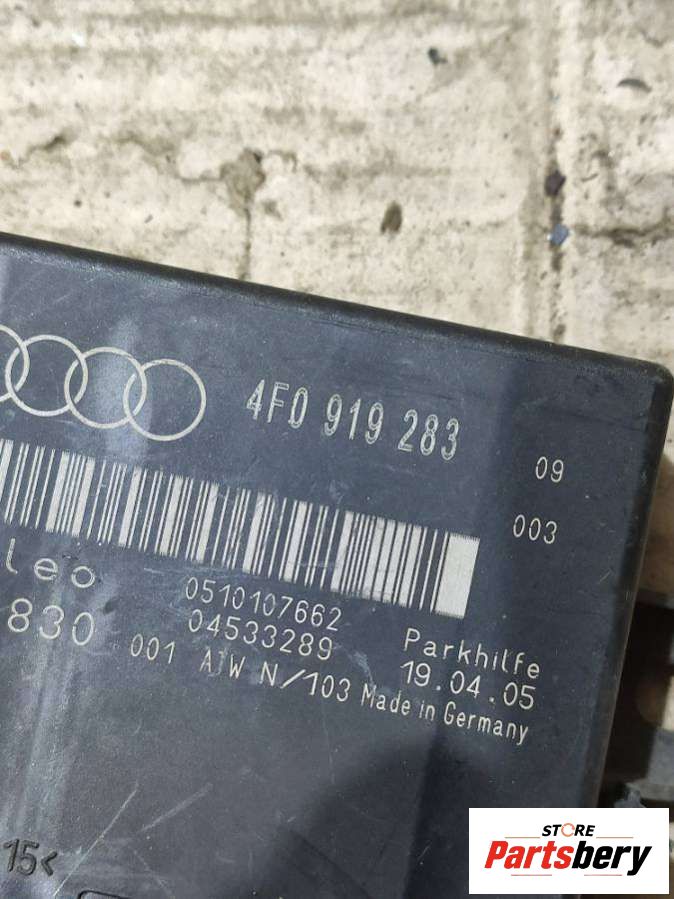 4F0 919 283
09
003
leo
0510107662
830
04533289
Parkhilfe
001 AWN/103
19.04.05
Made in Germany
15<
STORE
Partsbery